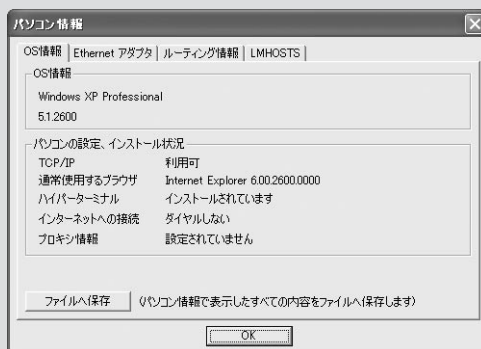 パソコン情報
OS情報 Ethernet アダプタ ルーティング情報 LMHOSTS
OS情報
Windows XP Professional
5.1.2600
パソコンの設定、インストール状況
TCP/IP 利用可
通常使用するブラウザ Internet Explorer 6.00.2600.0000
ハイパーターミナル インストールされています
インターネットへの接続 ダイヤルしない
プロキシ情報 設定されていません
ファイルへ保存 (パソコン情報で表示したすべての内容をファイルへ保存します)
OK